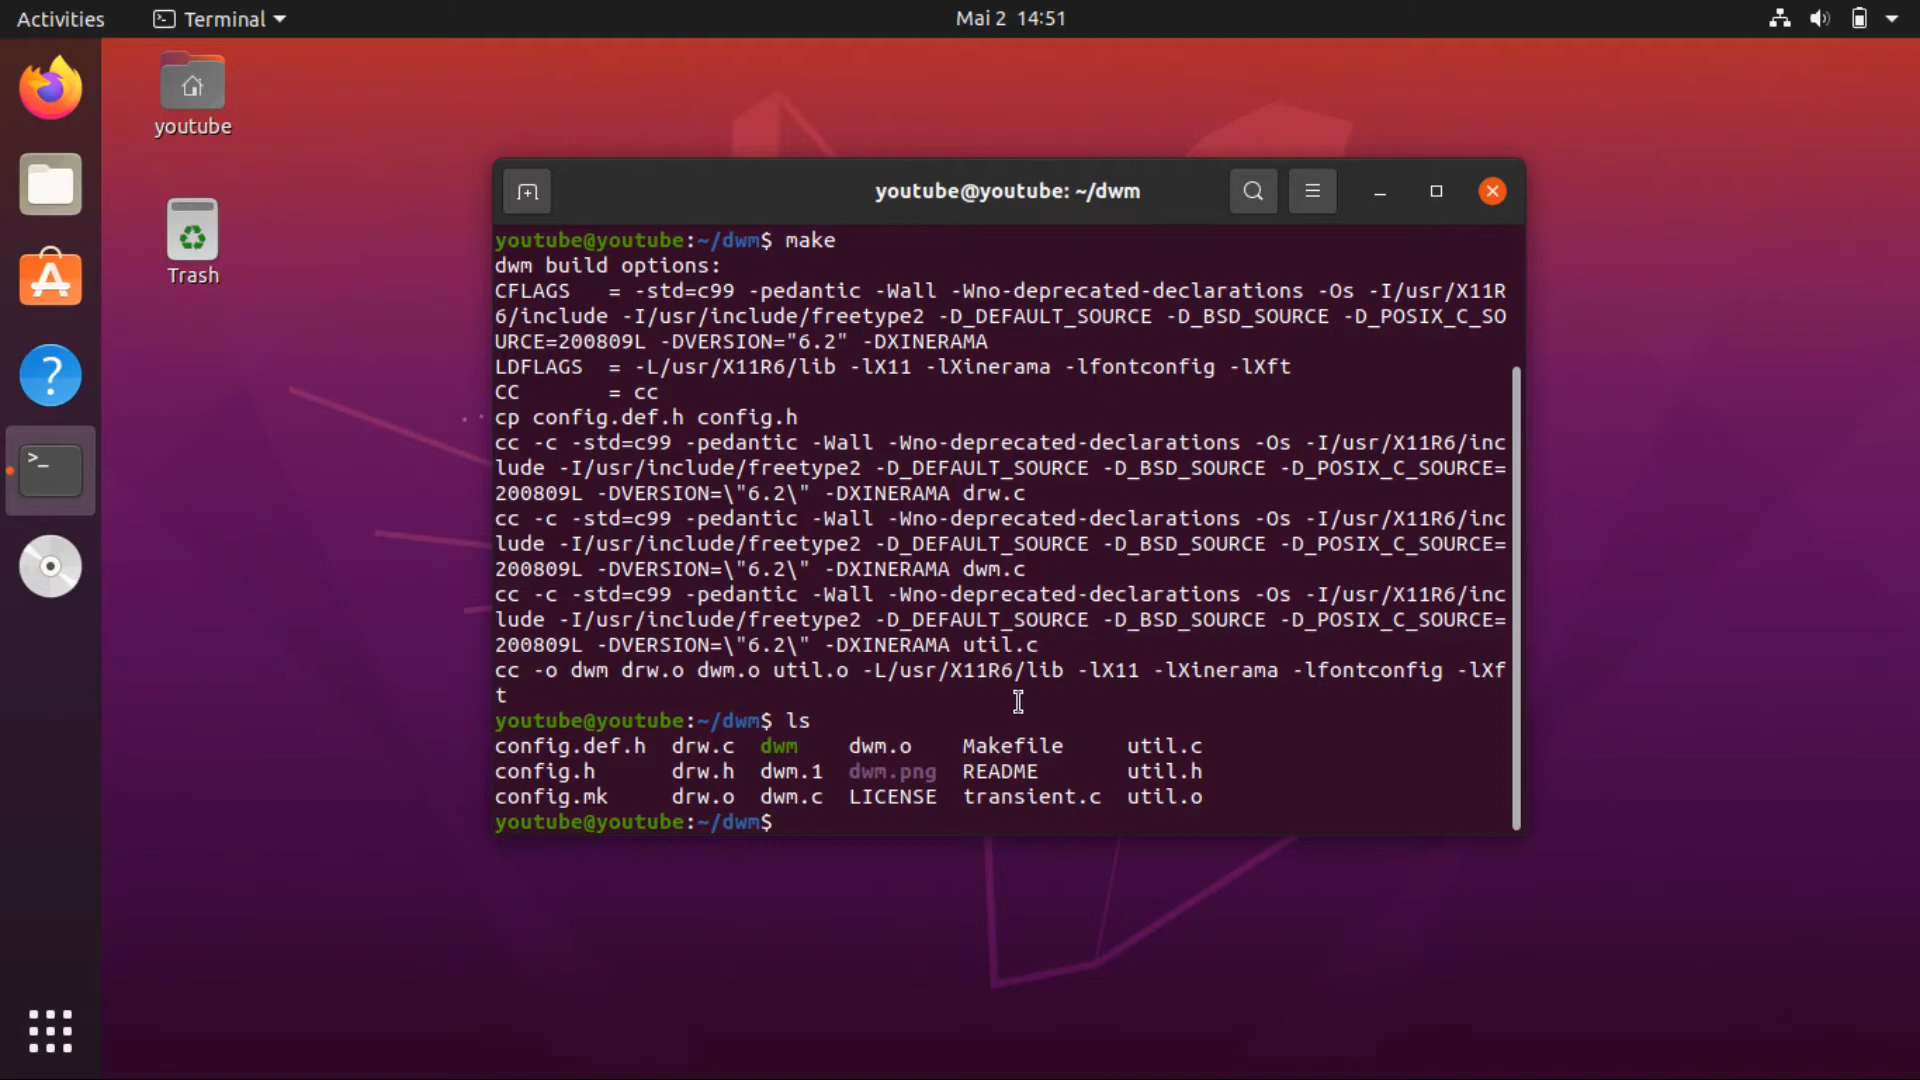 Activities
Terminal
Mai 2 14:51
youtube
Trash
youtube@youtube: ~/dwm
youtube@youtube:~/dwm$ make
dwm build options:
CFLAGS   = -std=c99 -pedantic -Wall -Wno-deprecated-declarations -Os -I/usr/X11R
6/include -I/usr/include/freetype2 -D_DEFAULT_SOURCE -D_BSD_SOURCE -D_POSIX_C_SO
URCE=200809L -DVERSION="6.2" -DXINERAMA
LDFLAGS  = -L/usr/X11R6/lib -lX11 -lXinerama -lfontconfig -lXft
CC       = cc
cp config.def.h config.h
cc -c -std=c99 -pedantic -Wall -Wno-deprecated-declarations -Os -I/usr/X11R6/inc
lude -I/usr/include/freetype2 -D_DEFAULT_SOURCE -D_BSD_SOURCE -D_POSIX_C_SOURCE=
200809L -DVERSION=\"6.2\" -DXINERAMA drw.c
cc -c -std=c99 -pedantic -Wall -Wno-deprecated-declarations -Os -I/usr/X11R6/inc
lude -I/usr/include/freetype2 -D_DEFAULT_SOURCE -D_BSD_SOURCE -D_POSIX_C_SOURCE=
200809L -DVERSION=\"6.2\" -DXINERAMA dwm.c
cc -c -std=c99 -pedantic -Wall -Wno-deprecated-declarations -Os -I/usr/X11R6/inc
lude -I/usr/include/freetype2 -D_DEFAULT_SOURCE -D_BSD_SOURCE -D_POSIX_C_SOURCE=
200809L -DVERSION=\"6.2\" -DXINERAMA util.c
cc -o dwm drw.o dwm.o util.o -L/usr/X11R6/lib -lX11 -lXinerama -lfontconfig -lXf
t
youtube@youtube:~/dwm$ ls
config.def.h  drw.c  dwm    dwm.o    Makefile     util.c
config.h      drw.h  dwm.1  dwm.png  README       util.h
config.mk     drw.o  dwm.c  LICENSE  transient.c  util.o
youtube@youtube:~/dwm$